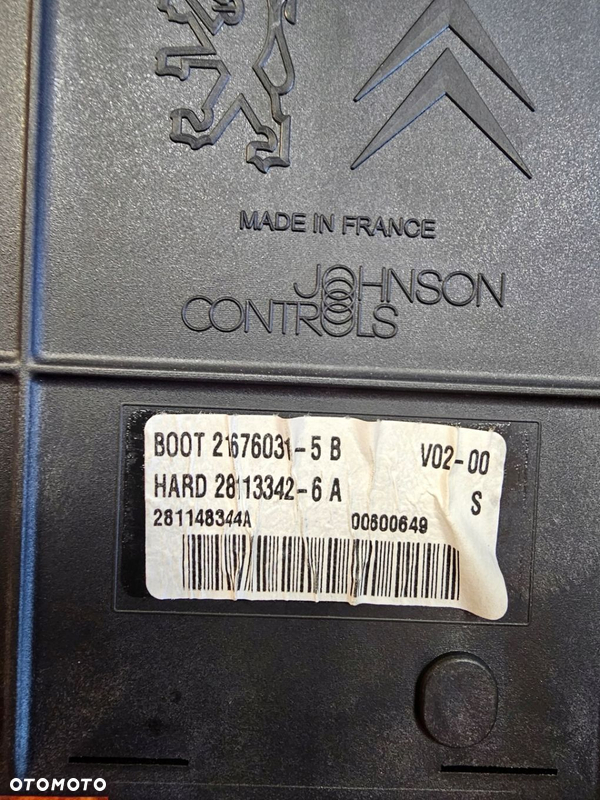 MADE IN FRANCE
JOHNSON
CONTROLS
BOOT 21676031-5 B V02-00
HARD 28113342-6 A S
281148344A 00600649
OTOMOTO